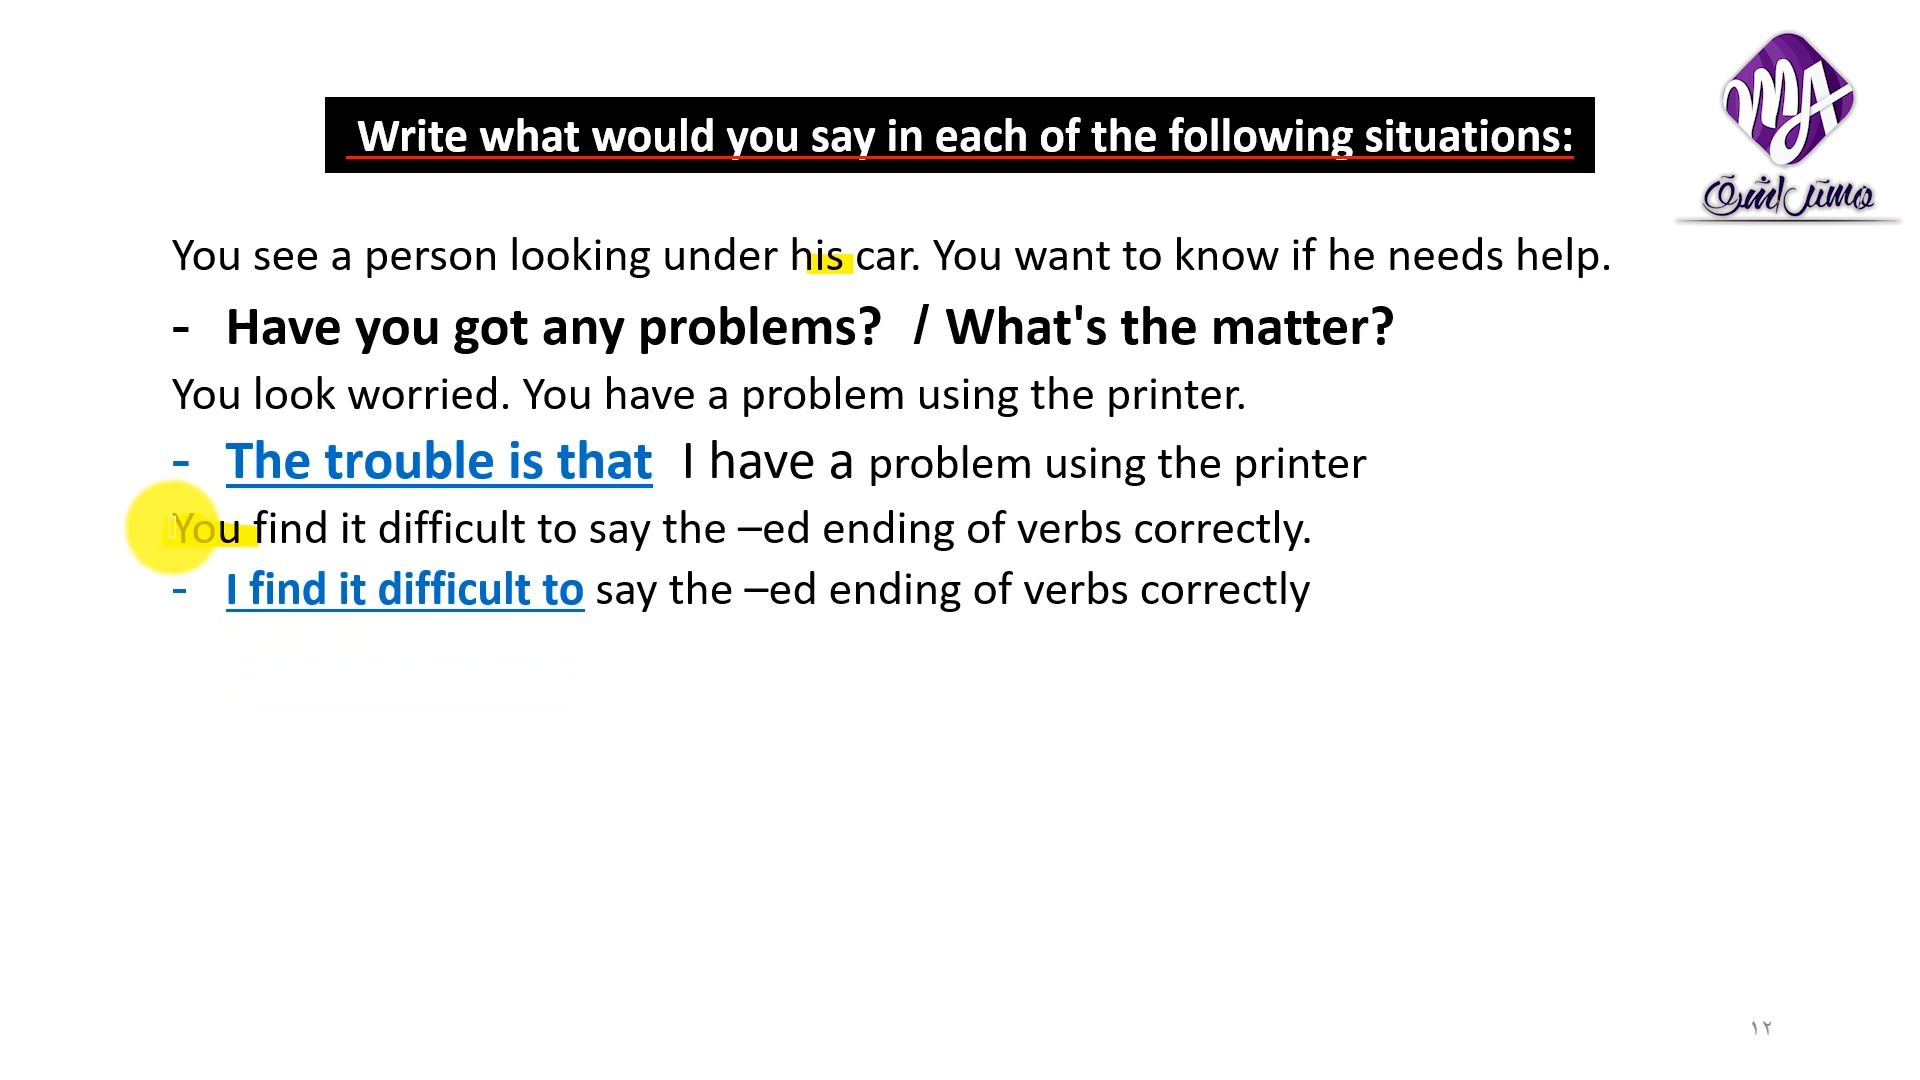 Write what would you say in each of the following situations:
MA
مستر اشرف
You see a person looking under his car. You want to know if he needs help.
- Have you got any problems? / What's the matter?
You look worried. You have a problem using the printer.
- The trouble is that I have a problem using the printer
You find it difficult to say the –ed ending of verbs correctly.
- I find it difficult to say the –ed ending of verbs correctly
١٢